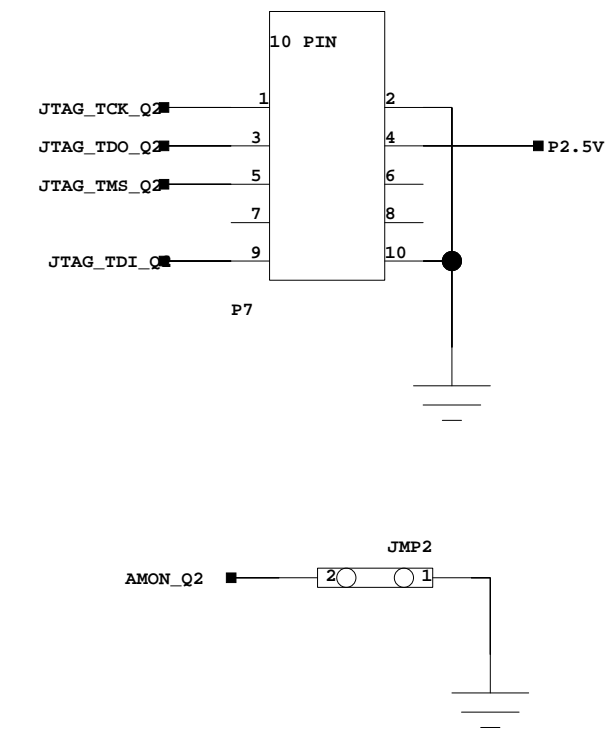 10 PIN
JTAG_TCK_Q2 1 2
JTAG_TDO_Q2 3 4 P2.5V
JTAG_TMS_Q2 5 6
7 8
JTAG_TDI_Q2 9 10
P7
JMP2
AMON_Q2 2 1